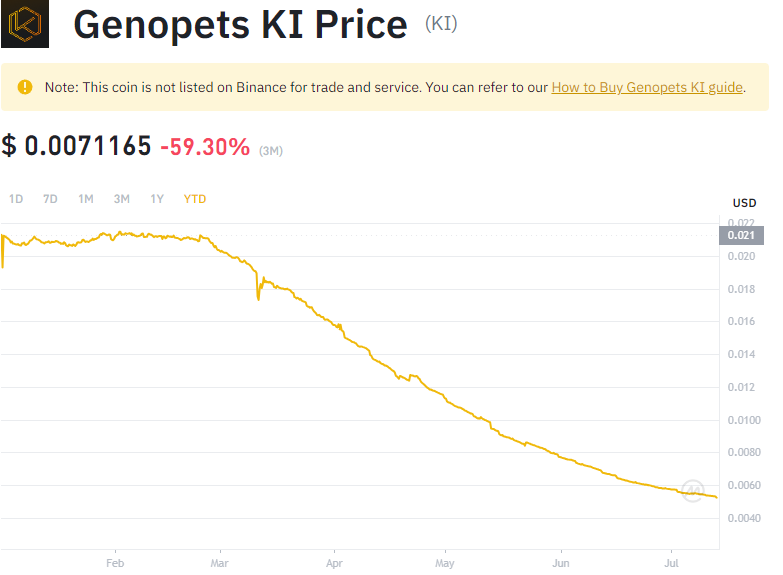 Genopets KI Price (KI)
Note: This coin is not listed on Binance for trade and service. You can refer to our How to Buy Genopets KI guide.
$ 0.0071165 -59.30% (3M)
1D 7D 1M 3M 1Y YTD
USD
0.022
0.021
0.020
0.018
0.016
0.014
0.012
0.0100
0.0080
0.0060
0.0040
Feb Mar Apr May Jun Jul